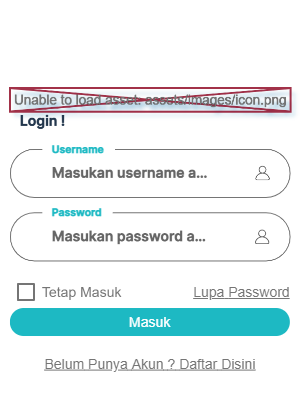 Unable to load asset: assets/images/icon.png
Login !
Username
Masukan username a...
Password
Masukan password a...
Tetap Masuk
Lupa Password
Masuk
Belum Punya Akun ? Daftar Disini